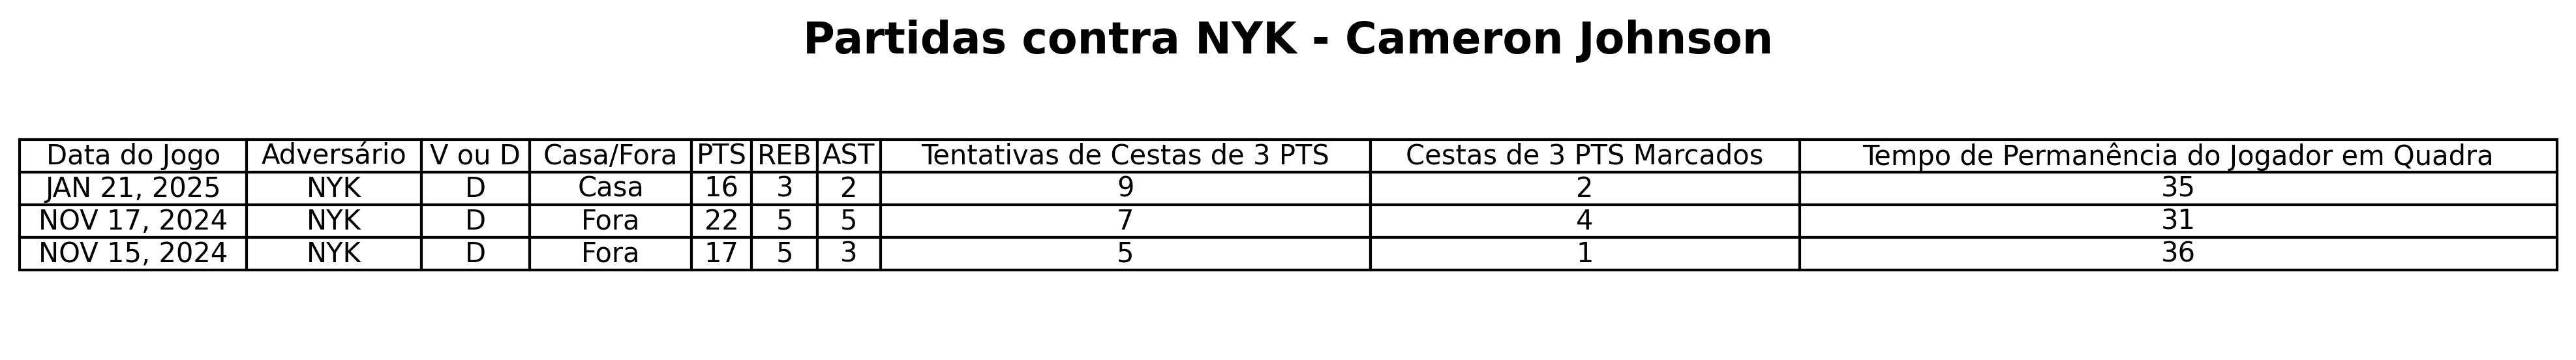 Partidas contra NYK - Cameron Johnson
Data do Jogo Adversário V ou D Casa/Fora PTS REB AST Tentativas de Cestas de 3 PTS Cestas de 3 PTS Marcados Tempo de Permanência do Jogador em Quadra
JAN 21, 2025 NYK D Casa 16 3 2 9 2 35
NOV 17, 2024 NYK D Fora 22 5 5 7 4 31
NOV 15, 2024 NYK D Fora 17 5 3 5 1 36